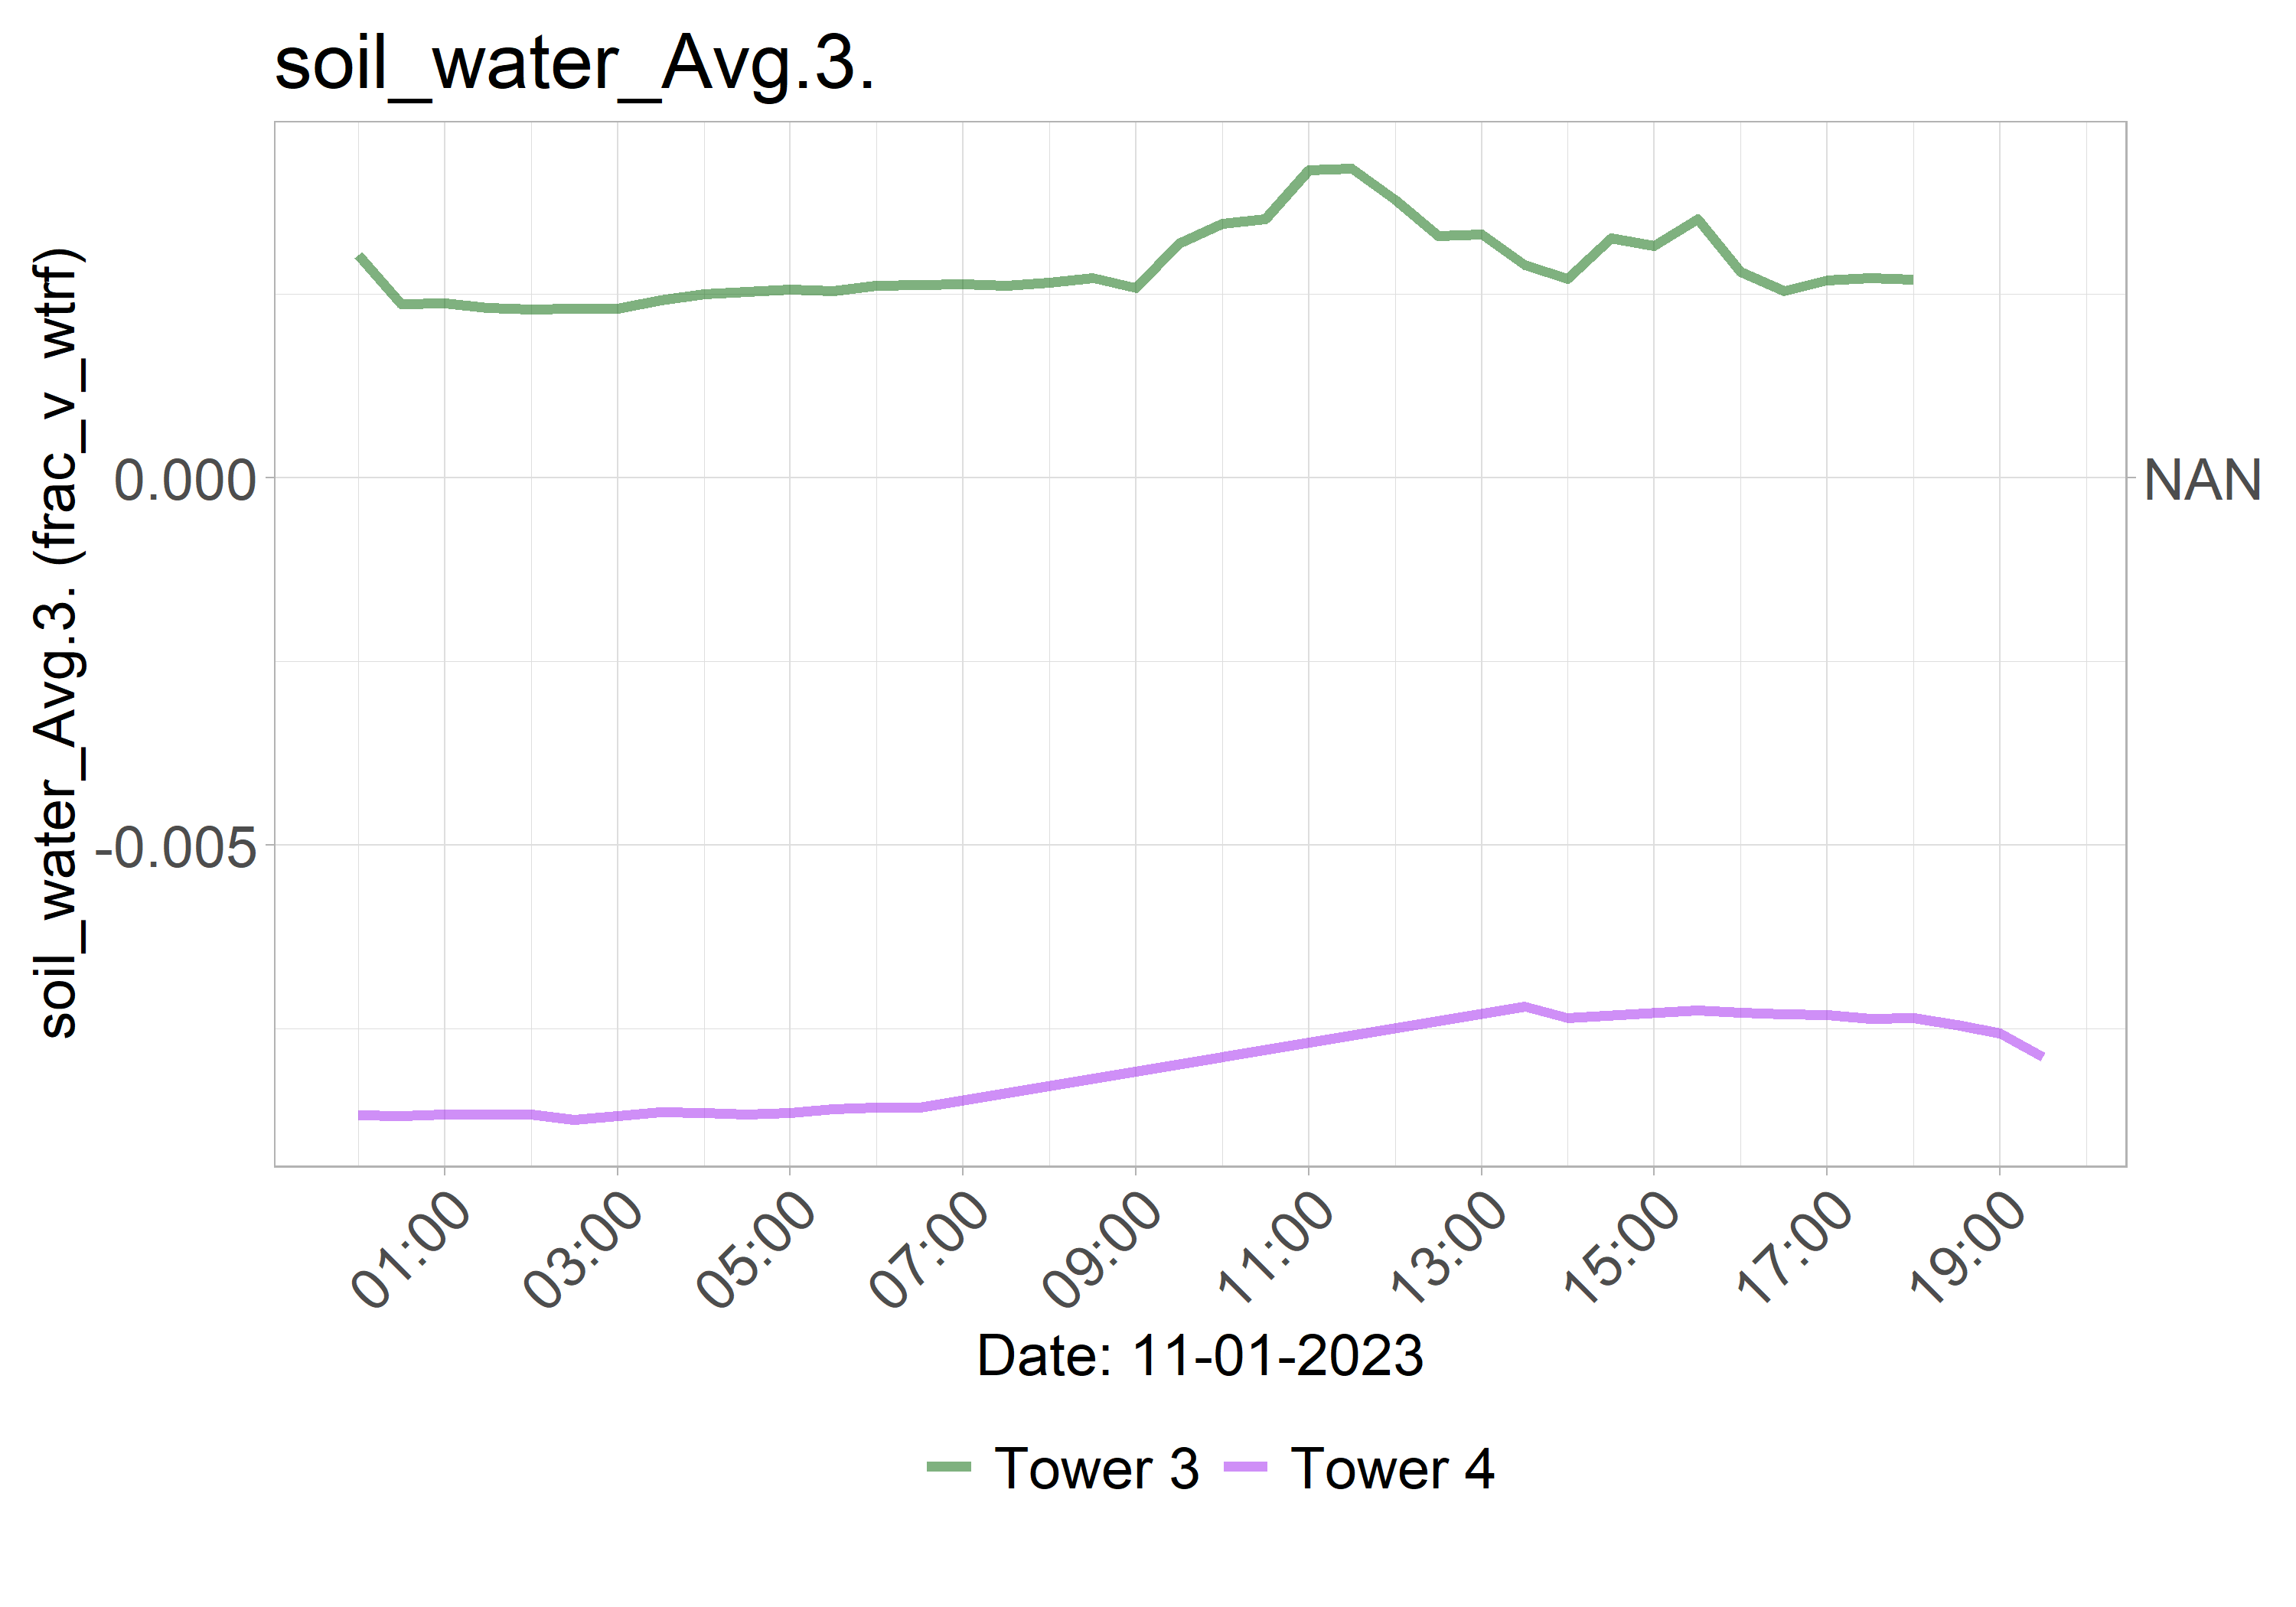 soil_water_Avg.3.
soil_water_Avg.3. (frac_v_wtrf)
0.000
-0.005
NAN
01:00
03:00
05:00
07:00
09:00
11:00
13:00
15:00
17:00
19:00
Date: 11-01-2023
Tower 3
Tower 4